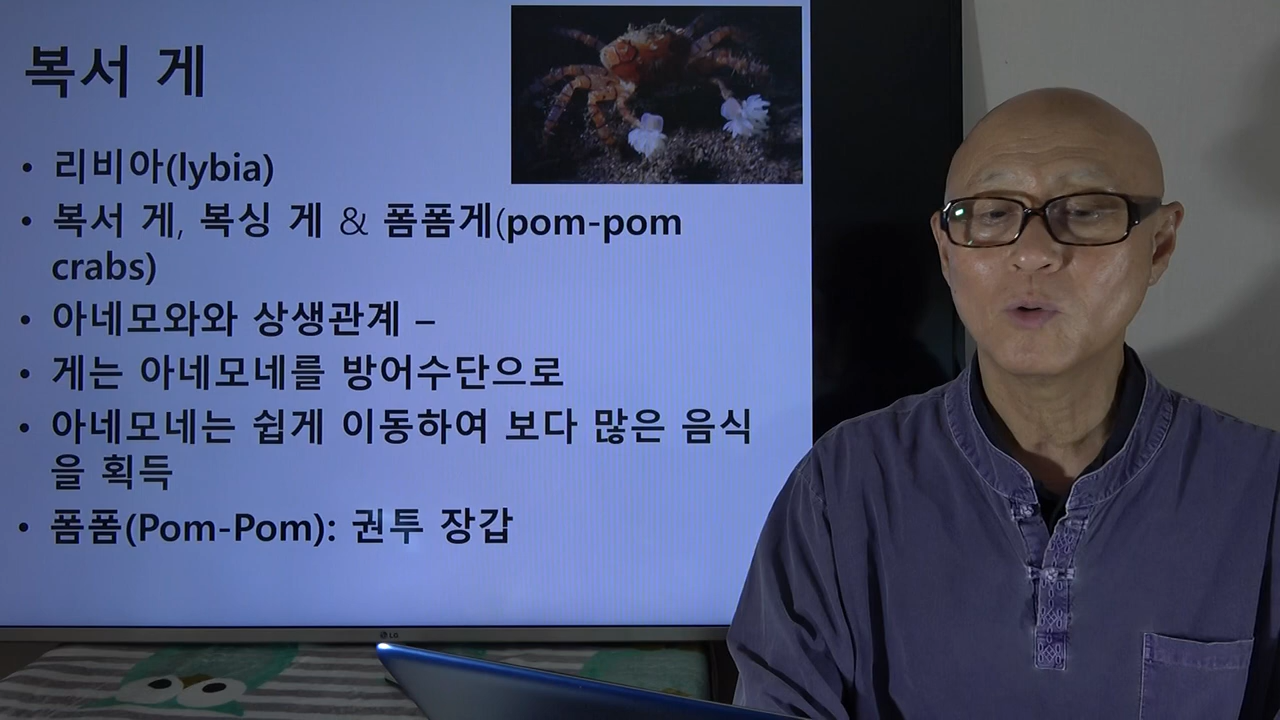 복서 게
• 리비아(lybia)
• 복서 게, 복싱 게 & 폼폼게(pom-pom
crabs)
• 아네모와와 상생관계 –
• 게는 아네모네를 방어수단으로
• 아네모네는 쉽게 이동하여 보다 많은 음식
을 획득
• 폼폼(Pom-Pom): 권투 장갑
LG